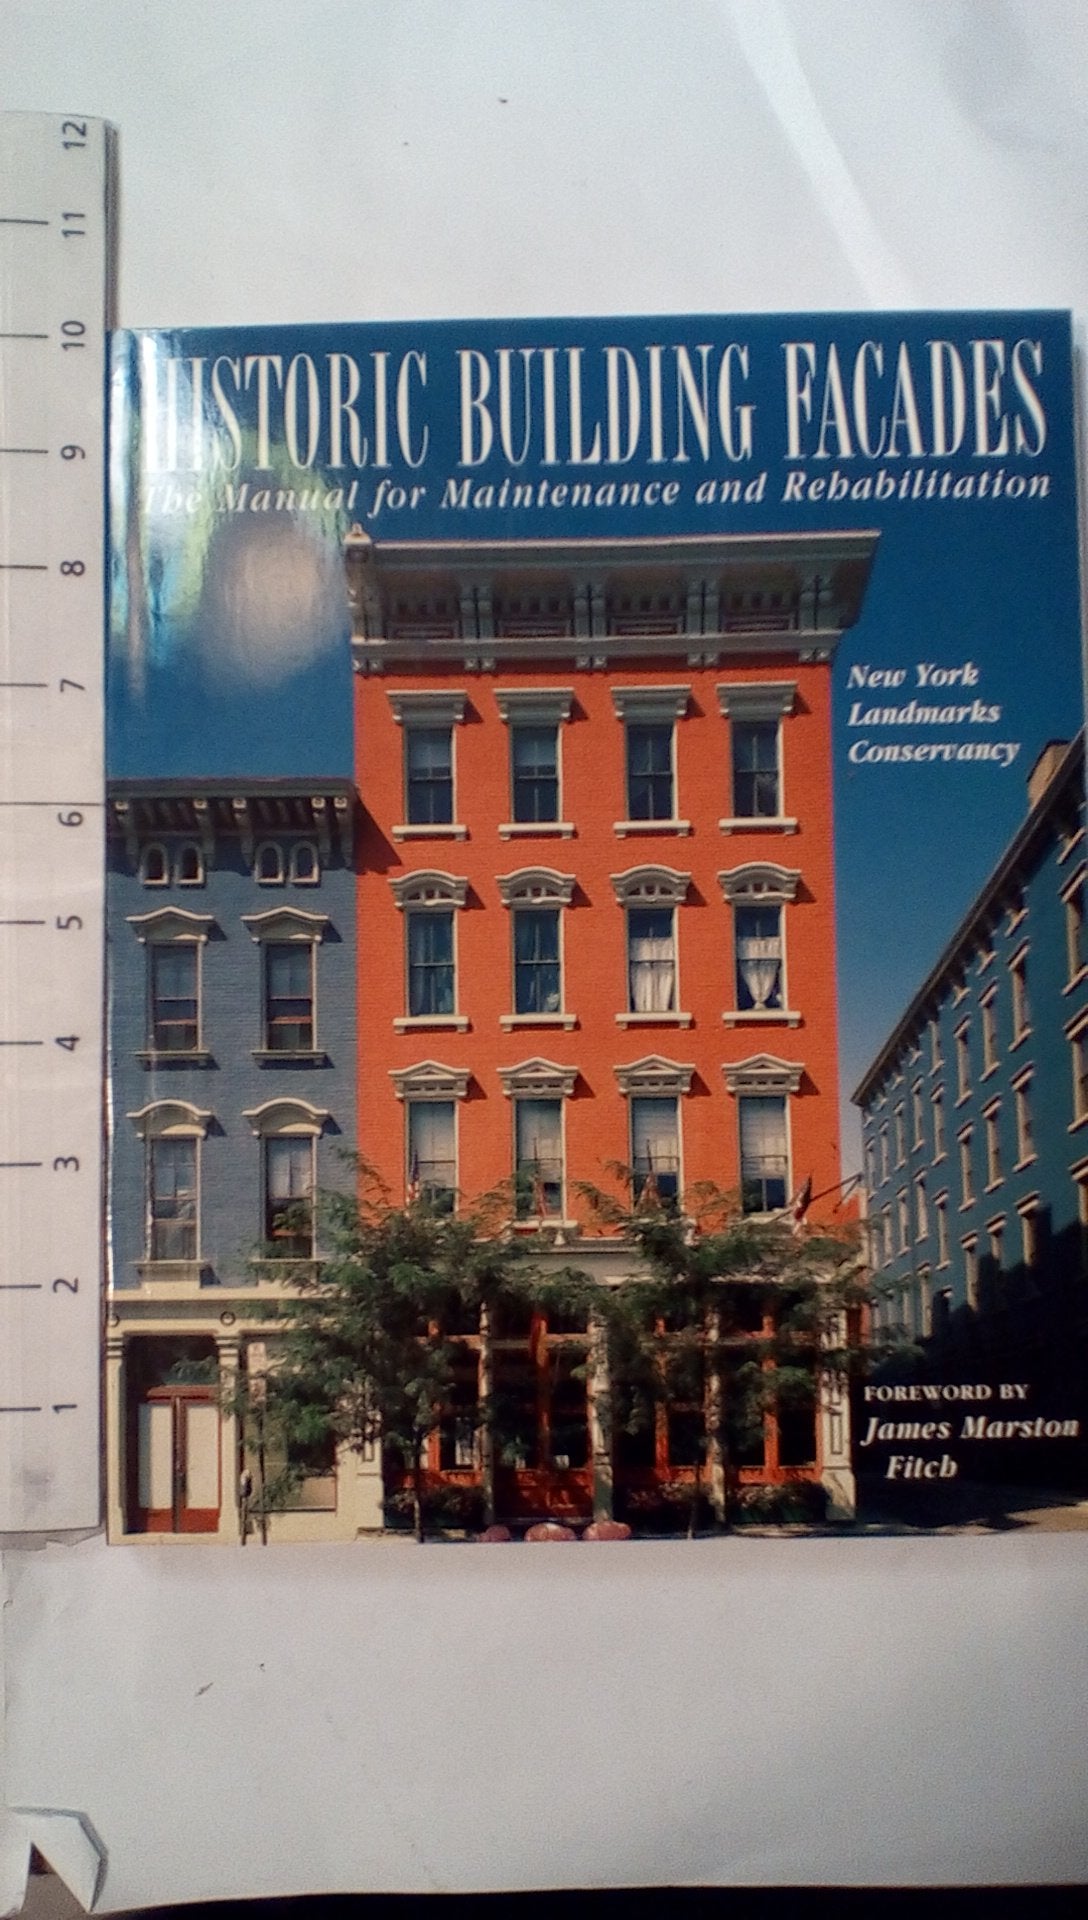 HISTORIC BUILDING FACADES
The Manual for Maintenance and Rehabilitation
New York
Landmarks
Conservancy
FOREWORD BY
James Marston
Fitch
12
11
10
9
8
7
6
5
4
3
2
1